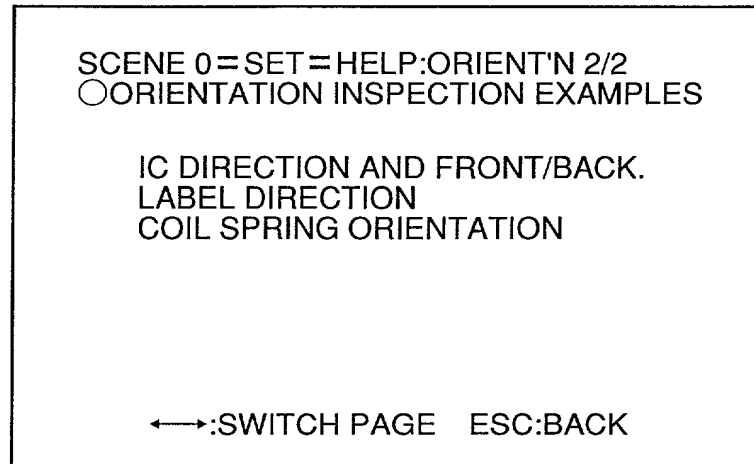 SCENE 0=SET=HELP:ORIENT'N 2/2
○ORIENTATION INSPECTION EXAMPLES
IC DIRECTION AND FRONT/BACK.
LABEL DIRECTION
COIL SPRING ORIENTATION
←→:SWITCH PAGE ESC:BACK